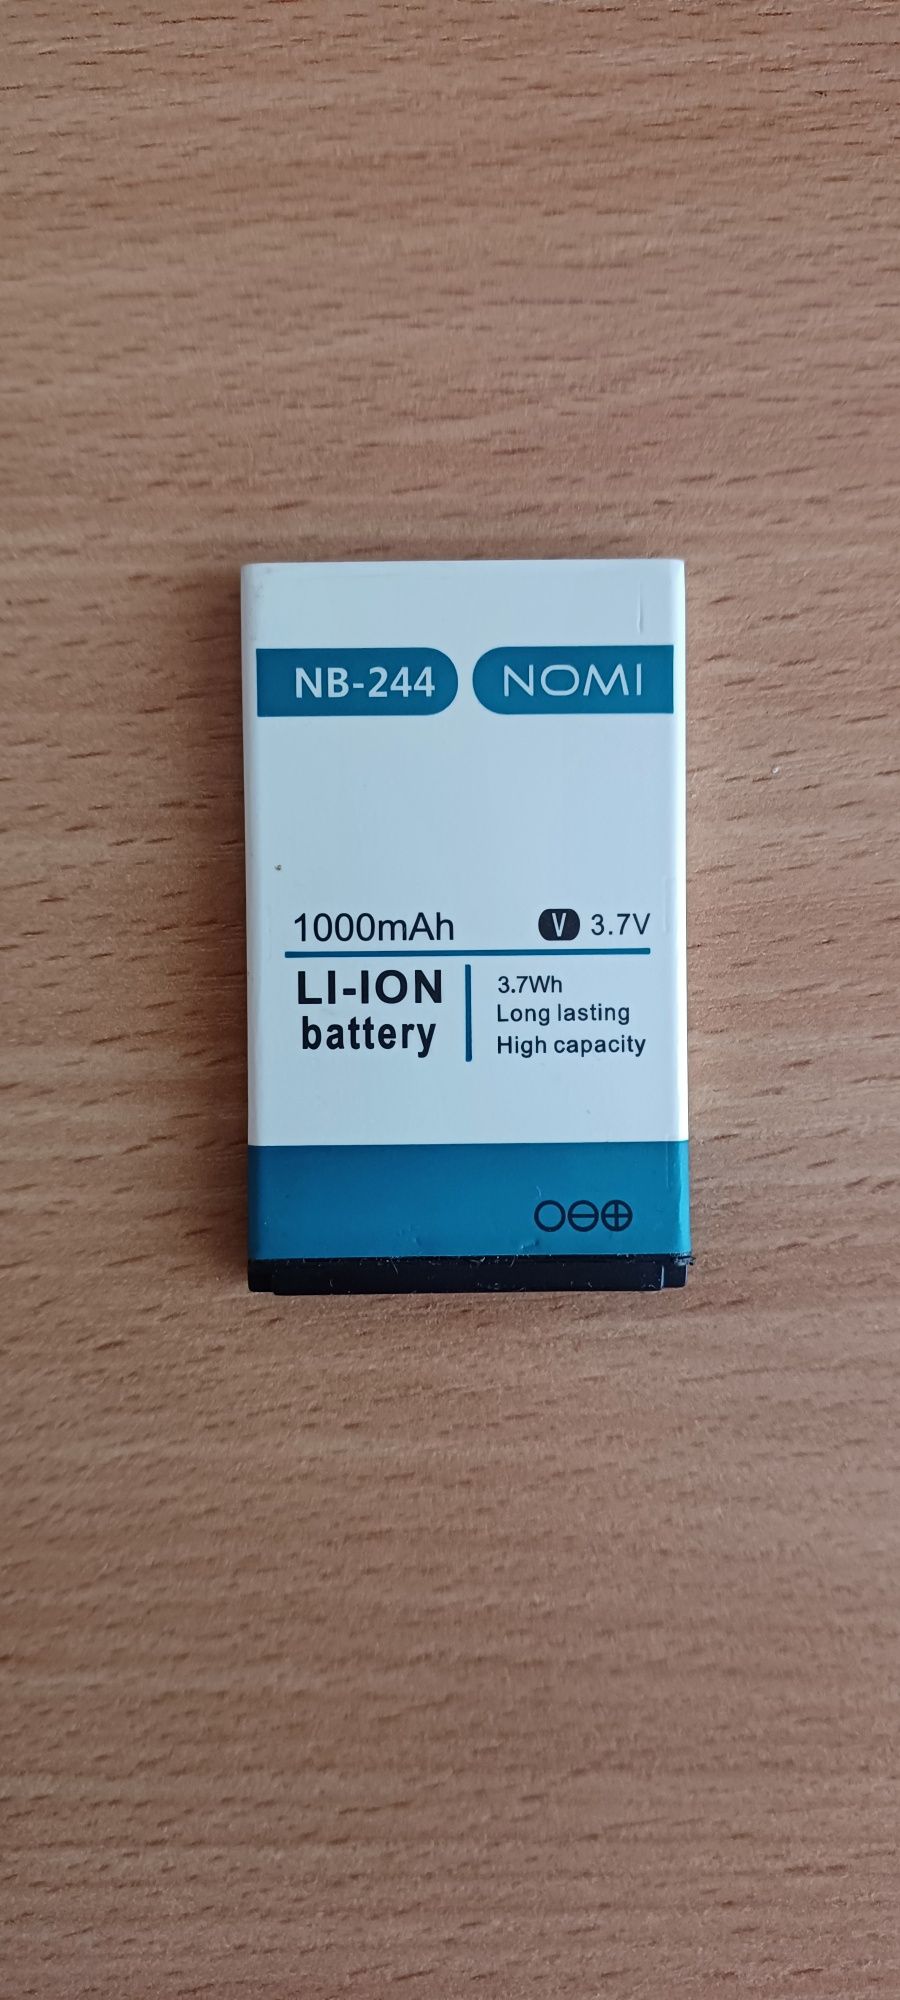 NB-244 NOMI
1000mAh V 3.7V
LI-ION
battery
3.7Wh
Long lasting
High capacity